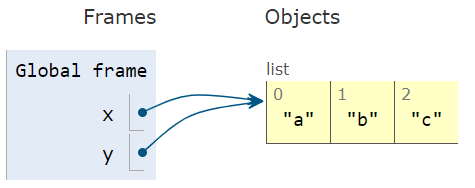 Frames Objects
Global frame
list
0 1 2
x "a" "b" "c"
y